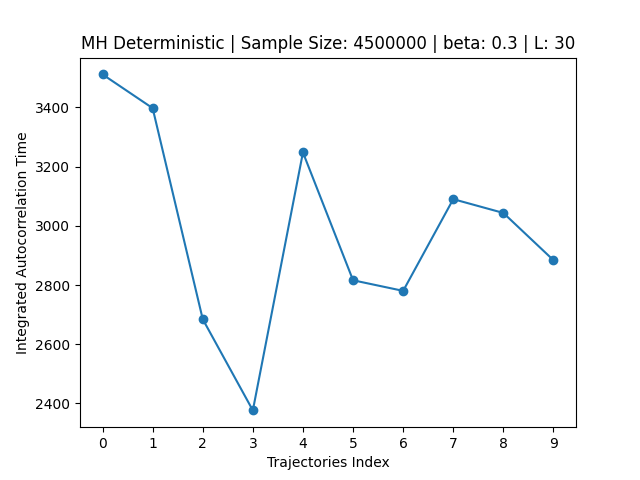 MH Deterministic | Sample Size: 4500000 | beta: 0.3 | L: 30
Integrated Autocorrelation Time
3400
3200
3000
2800
2600
2400
0 1 2 3 4 5 6 7 8 9
Trajectories Index